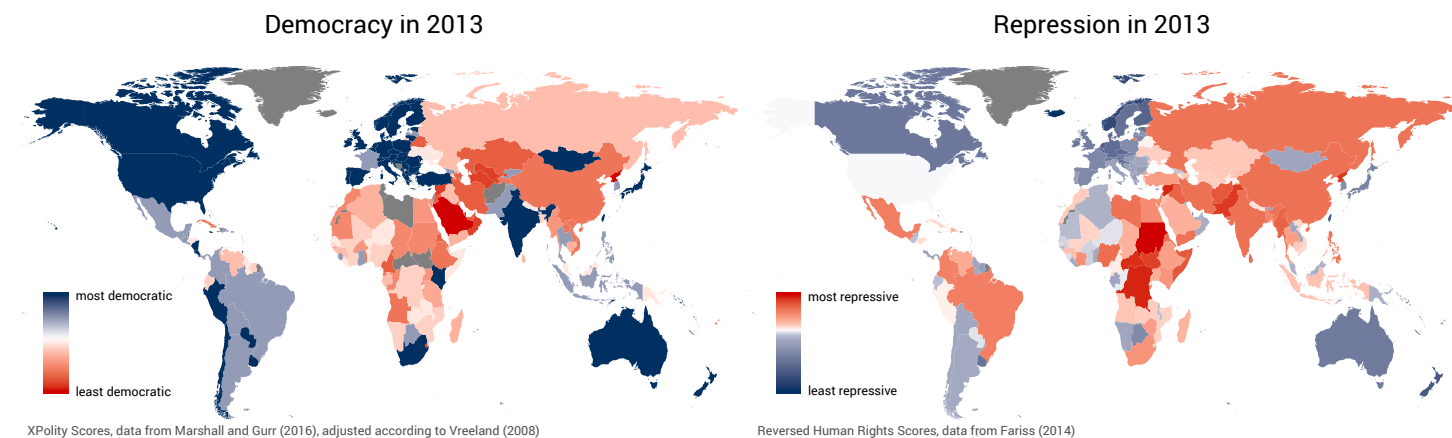 Democracy in 2013
most democratic
least democratic
XPolity Scores, data from Marshall and Gurr (2016), adjusted according to Vreeland (2008)
Repression in 2013
most repressive
least repressive
Reversed Human Rights Scores, data from Fariss (2014)